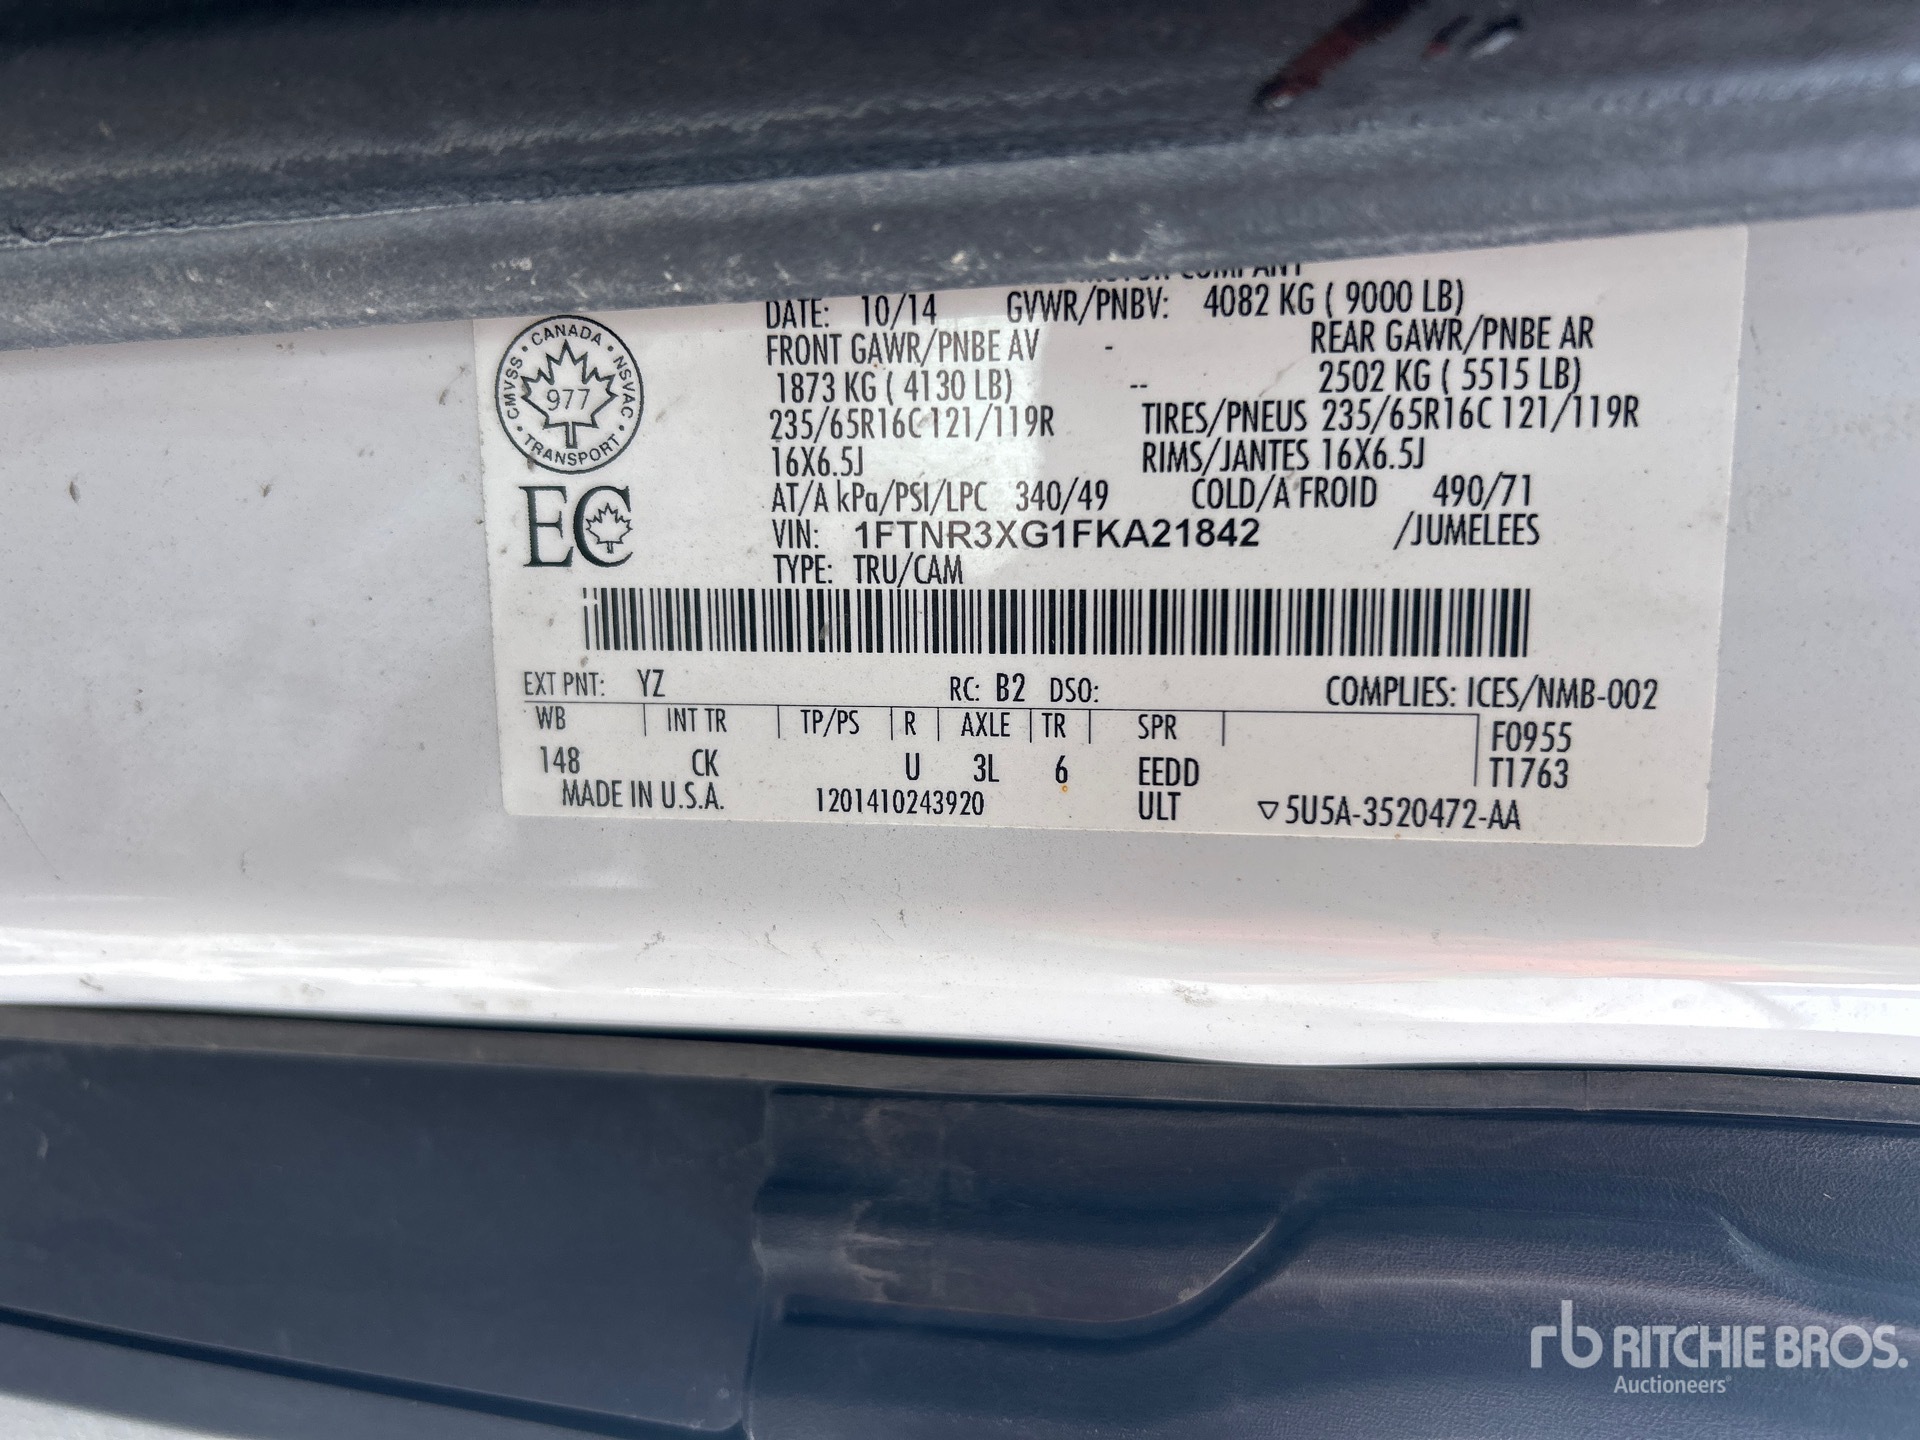 MOTOR COMPANY
DATE: 10/14 GVWR/PNBV: 4082 KG ( 9000 LB)
FRONT GAWR/PNBE AV - REAR GAWR/PNBE AR
1873 KG ( 4130 LB) -- 2502 KG ( 5515 LB)
235/65R16C 121/119R TIRES/PNEUS 235/65R16C 121/119R
16X6.5J RIMS/JANTES 16X6.5J
AT/A kPa/PSI/LPC 340/49 COLD/A FROID 490/71
VIN: 1FTNR3XG1FKA21842 /JUMELEES
TYPE: TRU/CAM
CANADA
CMVSS · NSVAC
977
TRANSPORT
EC
EXT PNT: YZ RC: B2 DSO: COMPLIES: ICES/NMB-002
WB INT TR TP/PS R AXLE TR SPR F0955
148 CK U 3L 6 EEDD T1763
MADE IN U.S.A. 1201410243920 ULT ▽5U5A-3520472-AA
rb RITCHIE BROS.
Auctioneers